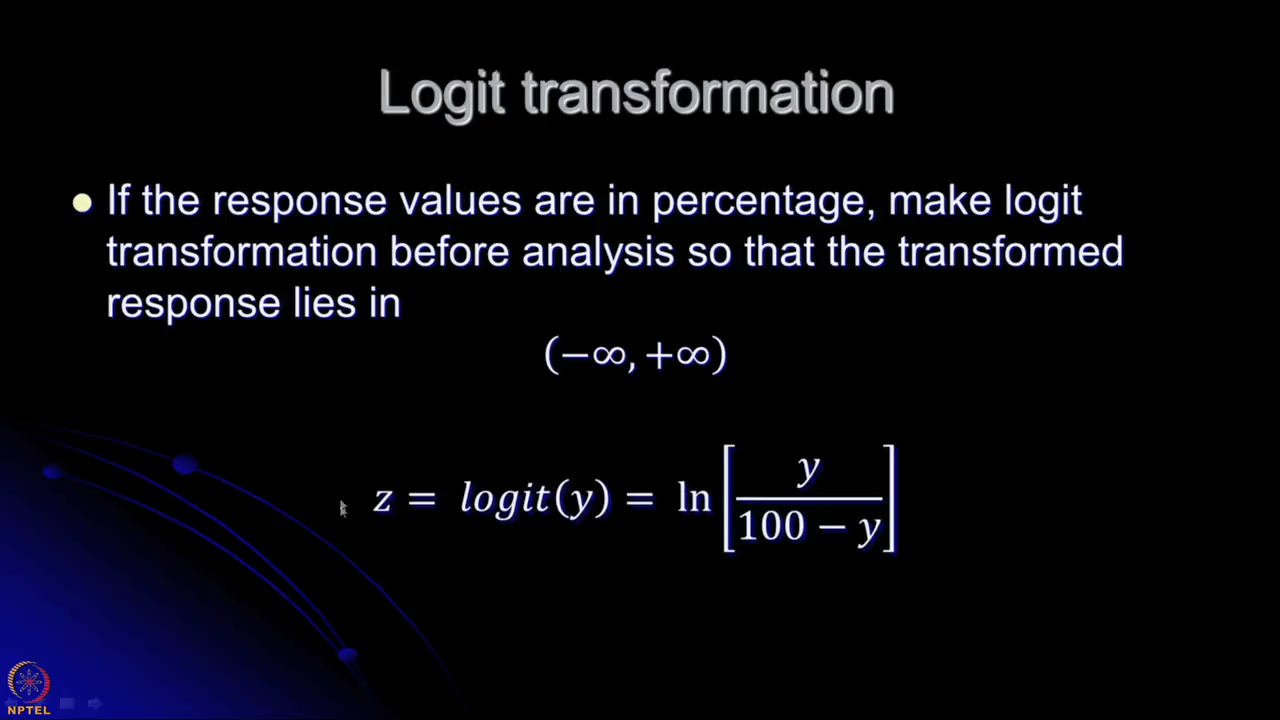 Logit transformation
If the response values are in percentage, make logit
transformation before analysis so that the transformed
response lies in
(−∞, +∞)
z = logit(y) = ln [ y / (100 − y) ]
NPTEL